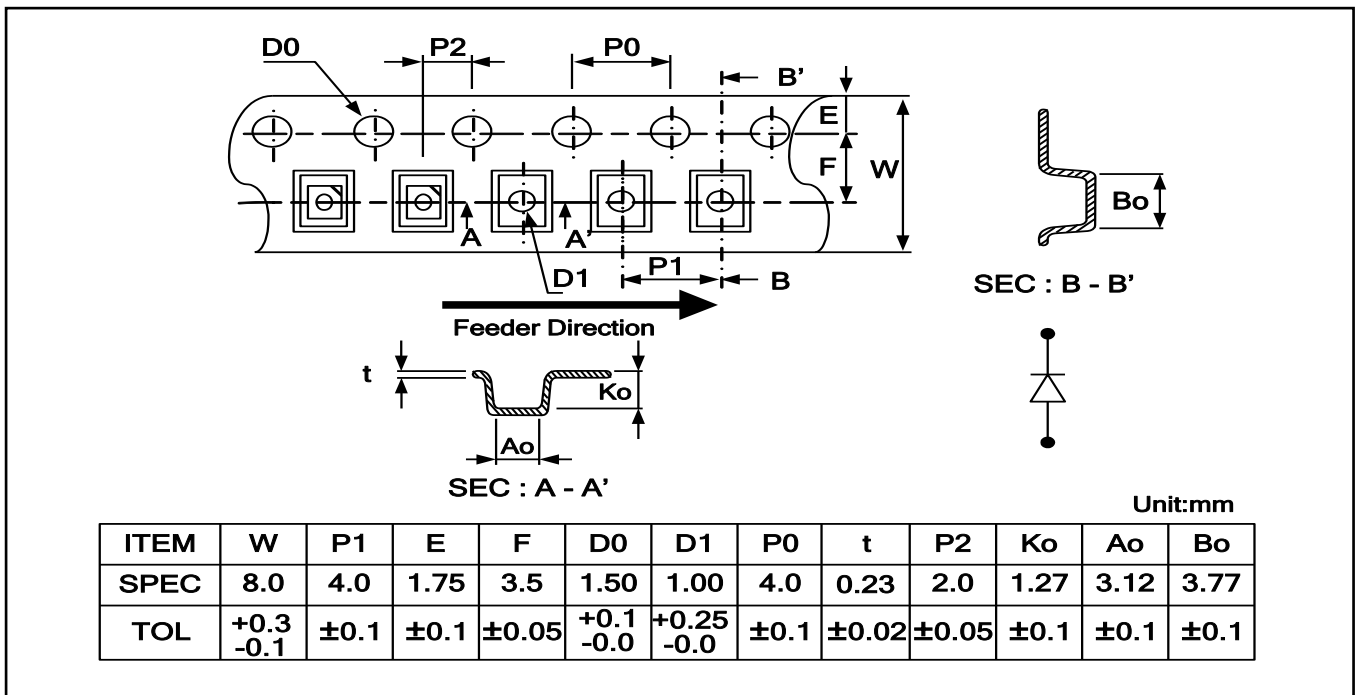 D0
P2
P0
B'
E
F
W
A
A'
D1
P1
B
Feeder Direction
Bo
SEC : B - B'
t
Ko
Ao
SEC : A - A'
Unit:mm
ITEM W P1 E F D0 D1 P0 t P2 Ko Ao Bo
SPEC 8.0 4.0 1.75 3.5 1.50 1.00 4.0 0.23 2.0 1.27 3.12 3.77
TOL +0.3 -0.1 ±0.1 ±0.1 ±0.05 +0.1 -0.0 +0.25 -0.0 ±0.1 ±0.02 ±0.05 ±0.1 ±0.1 ±0.1